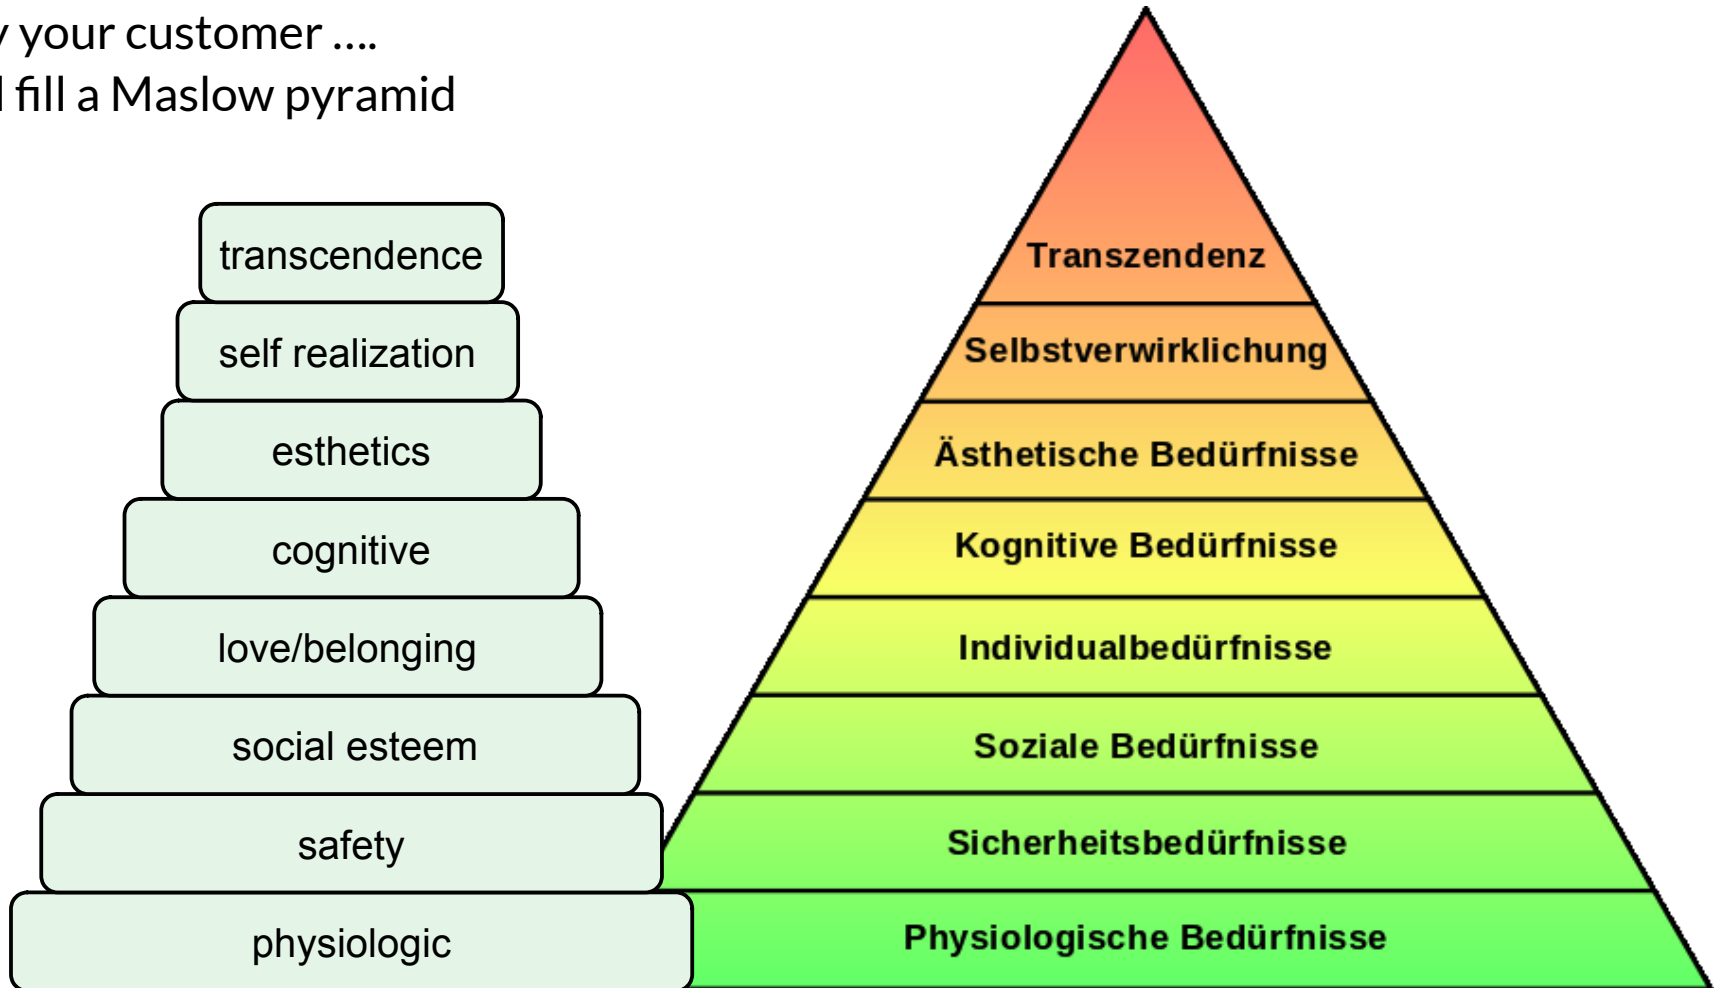 your customer ....
fill a Maslow pyramid
transcendence
self realization
esthetics
cognitive
love/belonging
social esteem
safety
physiologic
Transzendenz
Selbstverwirklichung
Ästhetische Bedürfnisse
Kognitive Bedürfnisse
Individualbedürfnisse
Soziale Bedürfnisse
Sicherheitsbedürfnisse
Physiologische Bedürfnisse